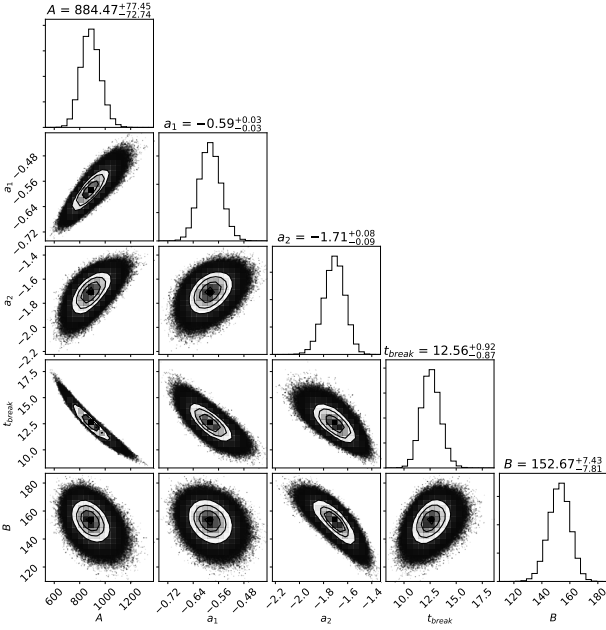 A = 884.47+77.45−72.74
a1 = −0.59+0.03−0.03
−0.48
−0.56
−0.64
−0.72
a1
a2 = −1.71+0.08−0.09
−1.4
−1.6
−1.8
−2.0
−2.2
a2
tbreak = 12.56+0.92−0.87
17.5
15.0
12.5
10.0
tbreak
B = 152.67+7.43−7.81
180
160
140
120
B
600 800 1000 1200
−0.72 −0.64 −0.56 −0.48
−2.2 −2.0 −1.8 −1.6 −1.4
10.0 12.5 15.0 17.5
120 140 160 180
A a1 a2 tbreak B